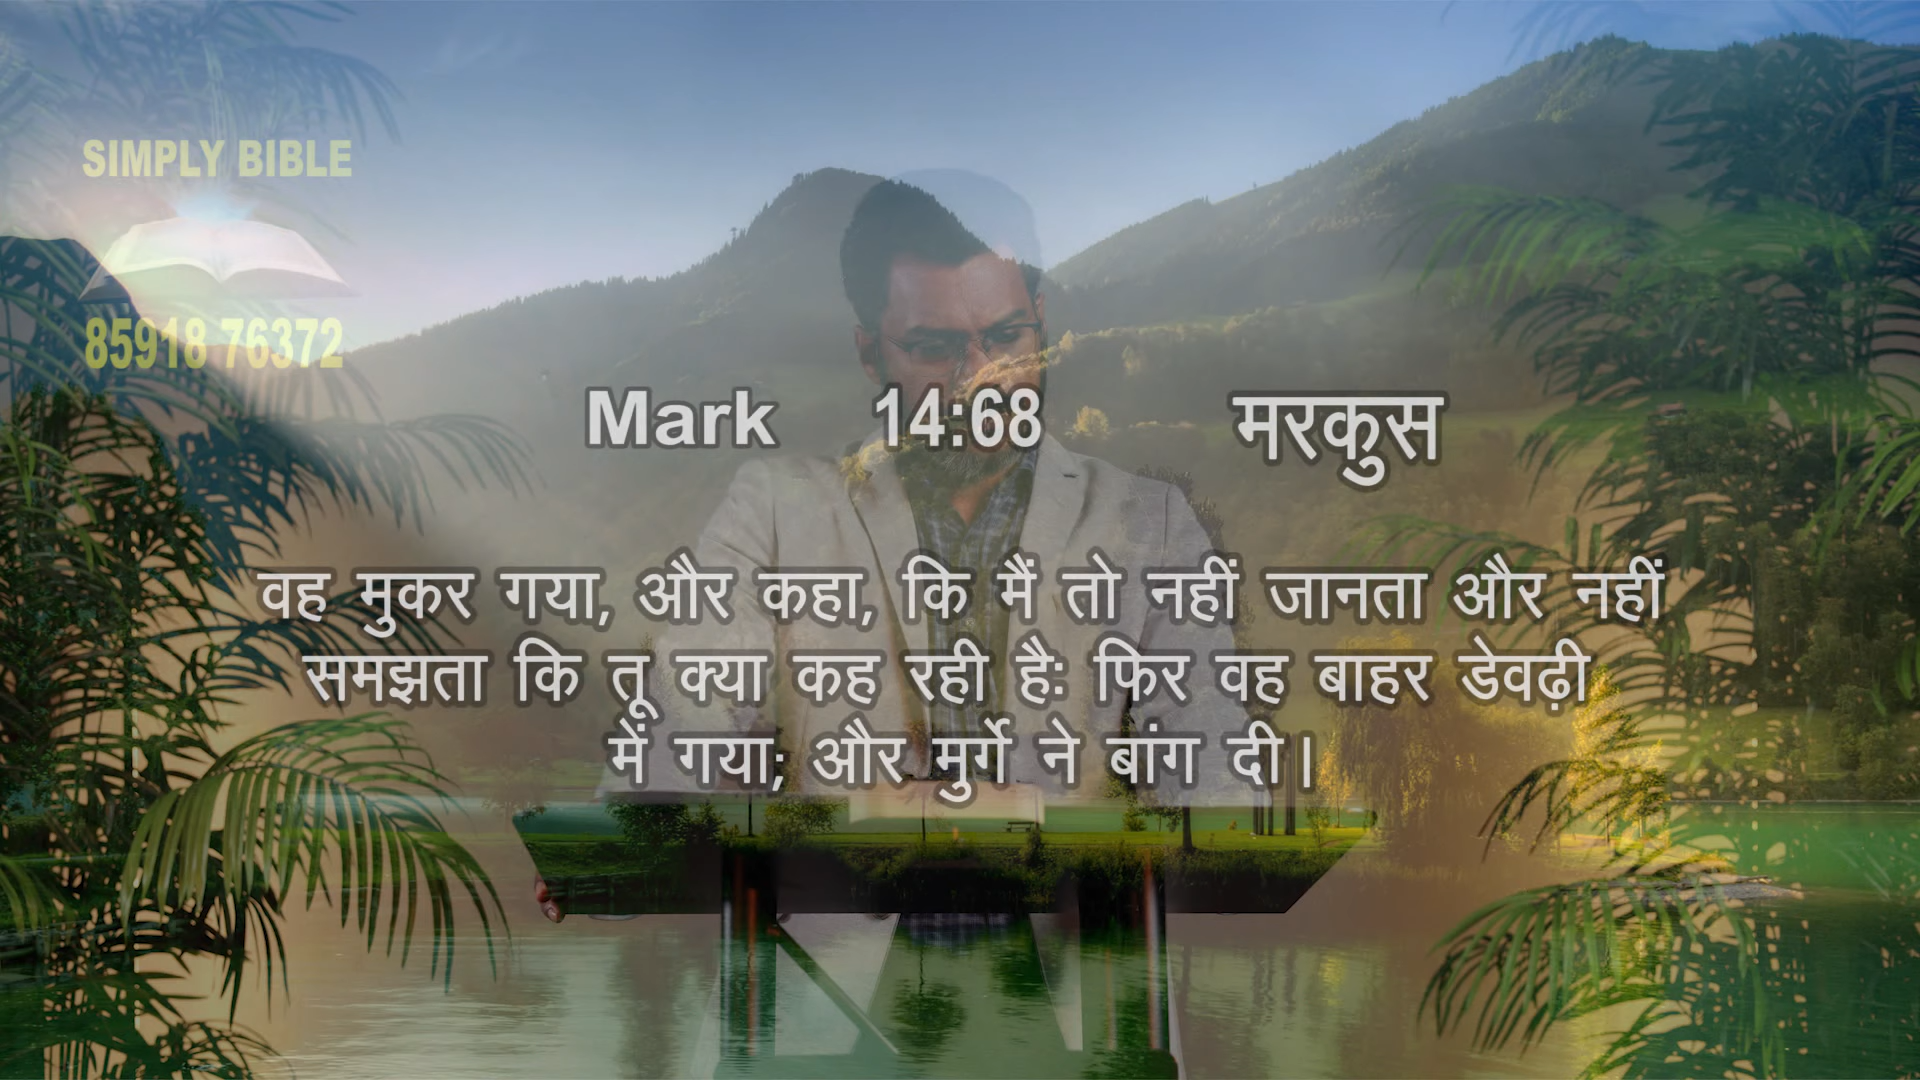 SIMPLY BIBLE
85918 76372
Mark 14:68 मरकुस
वह मुकर गया, और कहा, कि मैं तो नहीं जानता और नहीं
समझता कि तू क्या कह रही हैः फिर वह बाहर डेवढ़ी
में गया; और मुर्गे ने बांग दी।